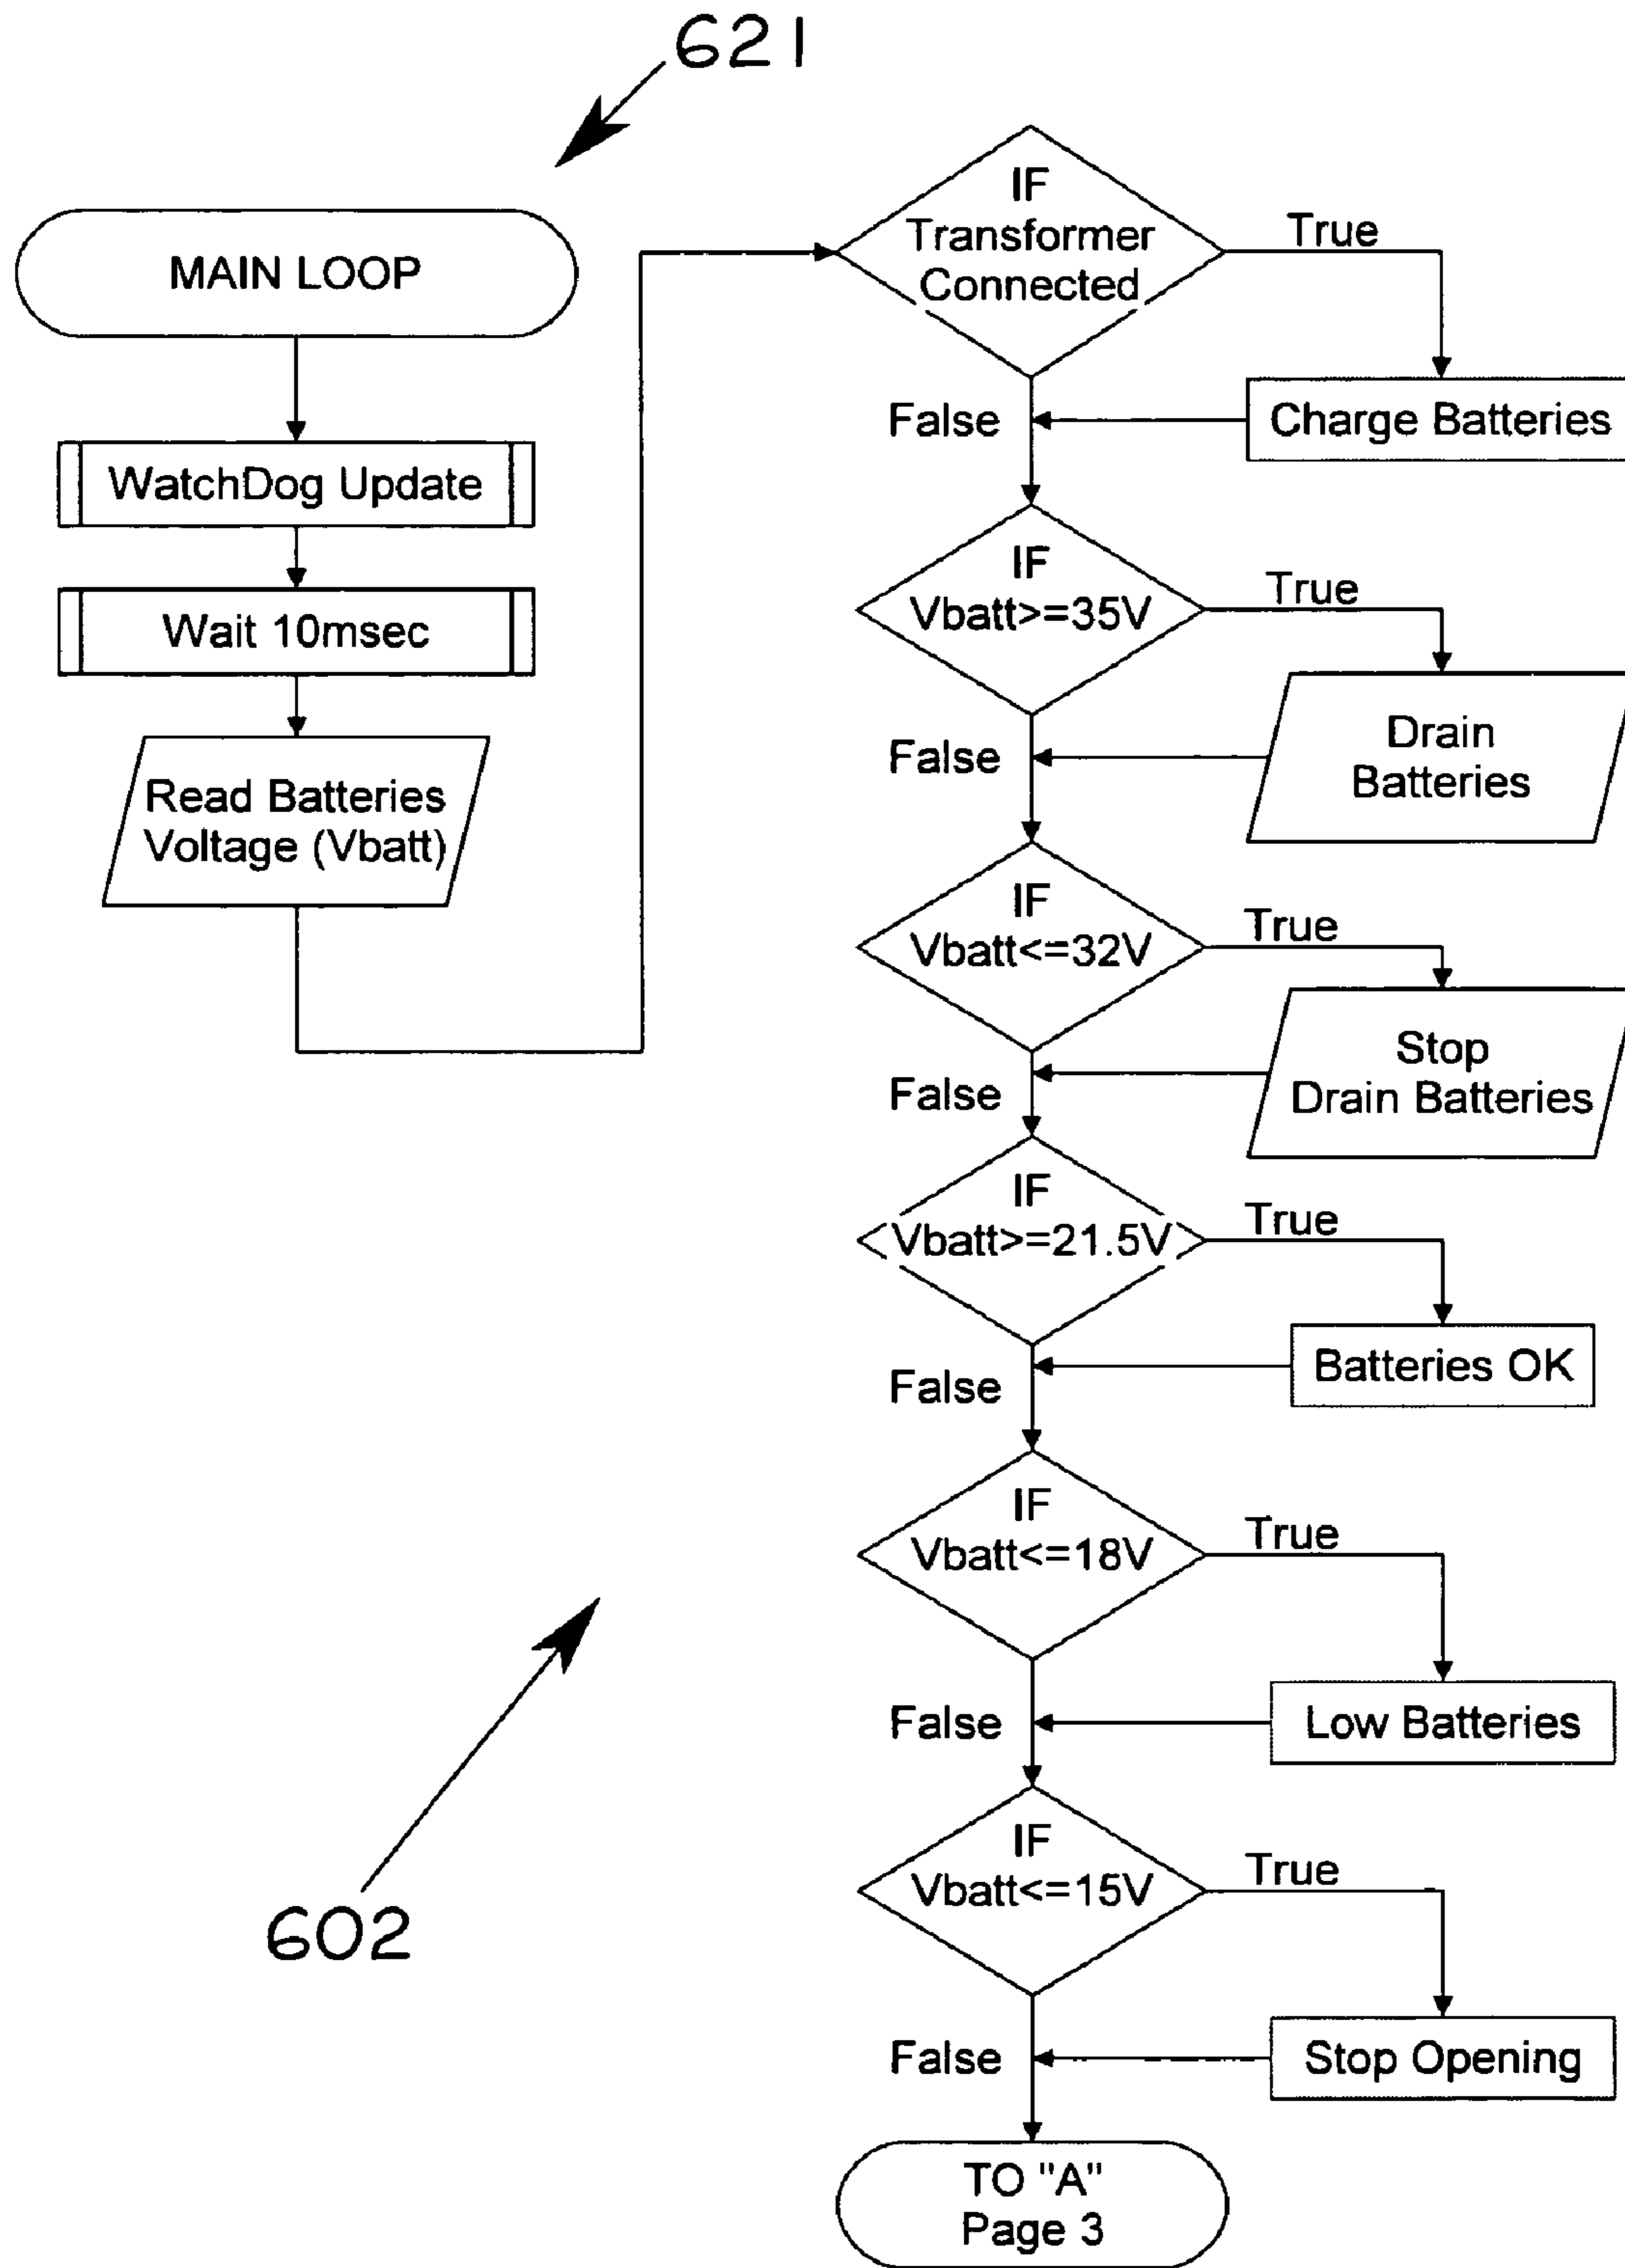 621
MAIN LOOP
WatchDog Update
Wait 10msec
Read Batteries
Voltage (Vbatt)
IF
Transformer
Connected
True
Charge Batteries
False
IF
Vbatt>=35V
True
Drain
Batteries
False
IF
Vbatt<=32V
True
Stop
Drain Batteries
False
IF
Vbatt>=21.5V
True
Batteries OK
False
IF
Vbatt<=18V
True
Low Batteries
False
IF
Vbatt<=15V
True
Stop Opening
False
TO "A"
Page 3
602